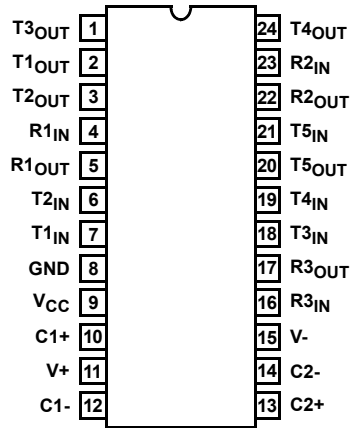 T3OUT 1 24 T4OUT
T1OUT 2 23 R2IN
T2OUT 3 22 R2OUT
R1IN 4 21 T5IN
R1OUT 5 20 T5OUT
T2IN 6 19 T4IN
T1IN 7 18 T3IN
GND 8 17 R3OUT
VCC 9 16 R3IN
C1+ 10 15 V-
V+ 11 14 C2-
C1- 12 13 C2+